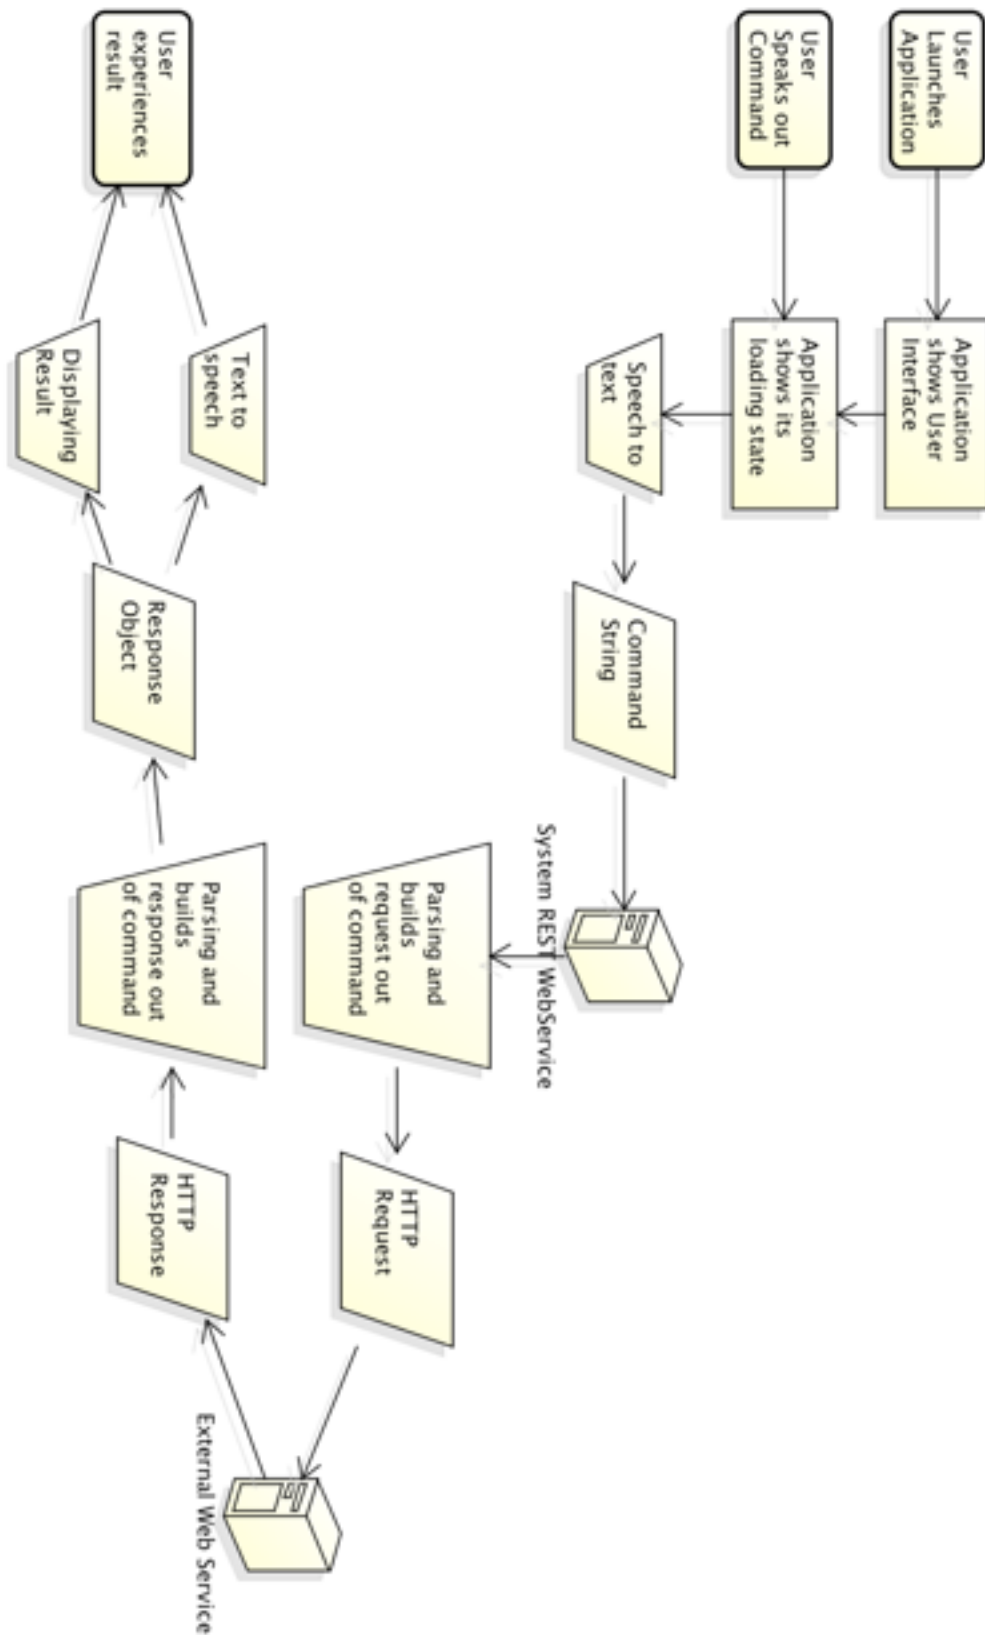 User
Launches
Application
Application
shows User
Interface
User
Speaks out
Command
Application
shows its
loading state
Speech to
text
Command
String
System REST WebService
Parsing and
builds
request out
of command
HTTP
Request
External Web Service
HTTP
Response
Parsing and
builds
response out
of command
Response
Object
Text to
speech
Displaying
Result
User
experiences
result